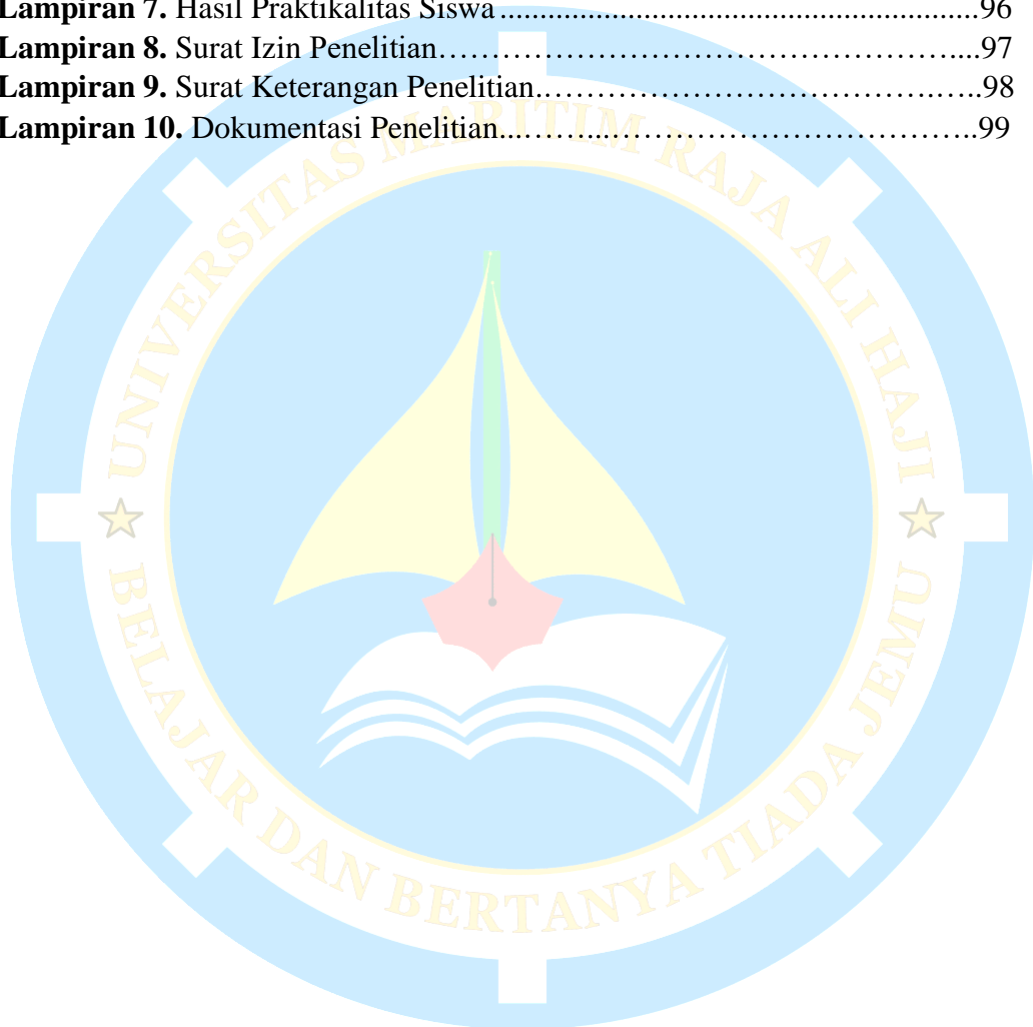 Lampiran 7. Hasil Praktikalitas Siswa..............................................................96
Lampiran 8. Surat Izin Penelitian……………………………………………....97
Lampiran 9. Surat Keterangan Penelitian……………………………….…..98
Lampiran 10. Dokumentasi Penelitian...……...…………………………………..99
UNIVERSITAS MARITIM RAJA ALI HAJI
BELAJAR DAN BERTANYA TIADA JEMU